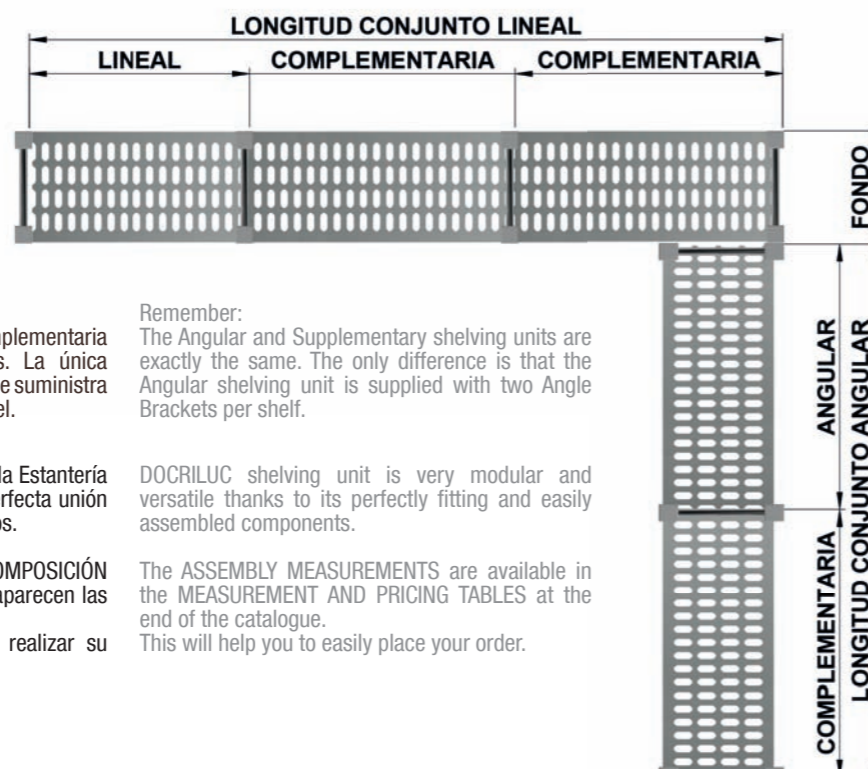 LONGITUD CONJUNTO LINEAL
LINEAL COMPLEMENTARIA COMPLEMENTARIA
FONDO
ANGULAR
COMPLEMENTARIA
LONGITUD CONJUNTO ANGULAR
s. La única
e suministra
el.
la Estantería
os.
aparecen las
realizar su
Remember:
The Angular and Supplementary shelving units are
exactly the same. The only difference is that the
Angular shelving unit is supplied with two Angle
Brackets per shelf.
DOCRILUC shelving unit is very modular and
versatile thanks to its perfectly fitting and easily
assembled components.
The ASSEMBLY MEASUREMENTS are available in
the MEASUREMENT AND PRICING TABLES at the
end of the catalogue.
This will help you to easily place your order.